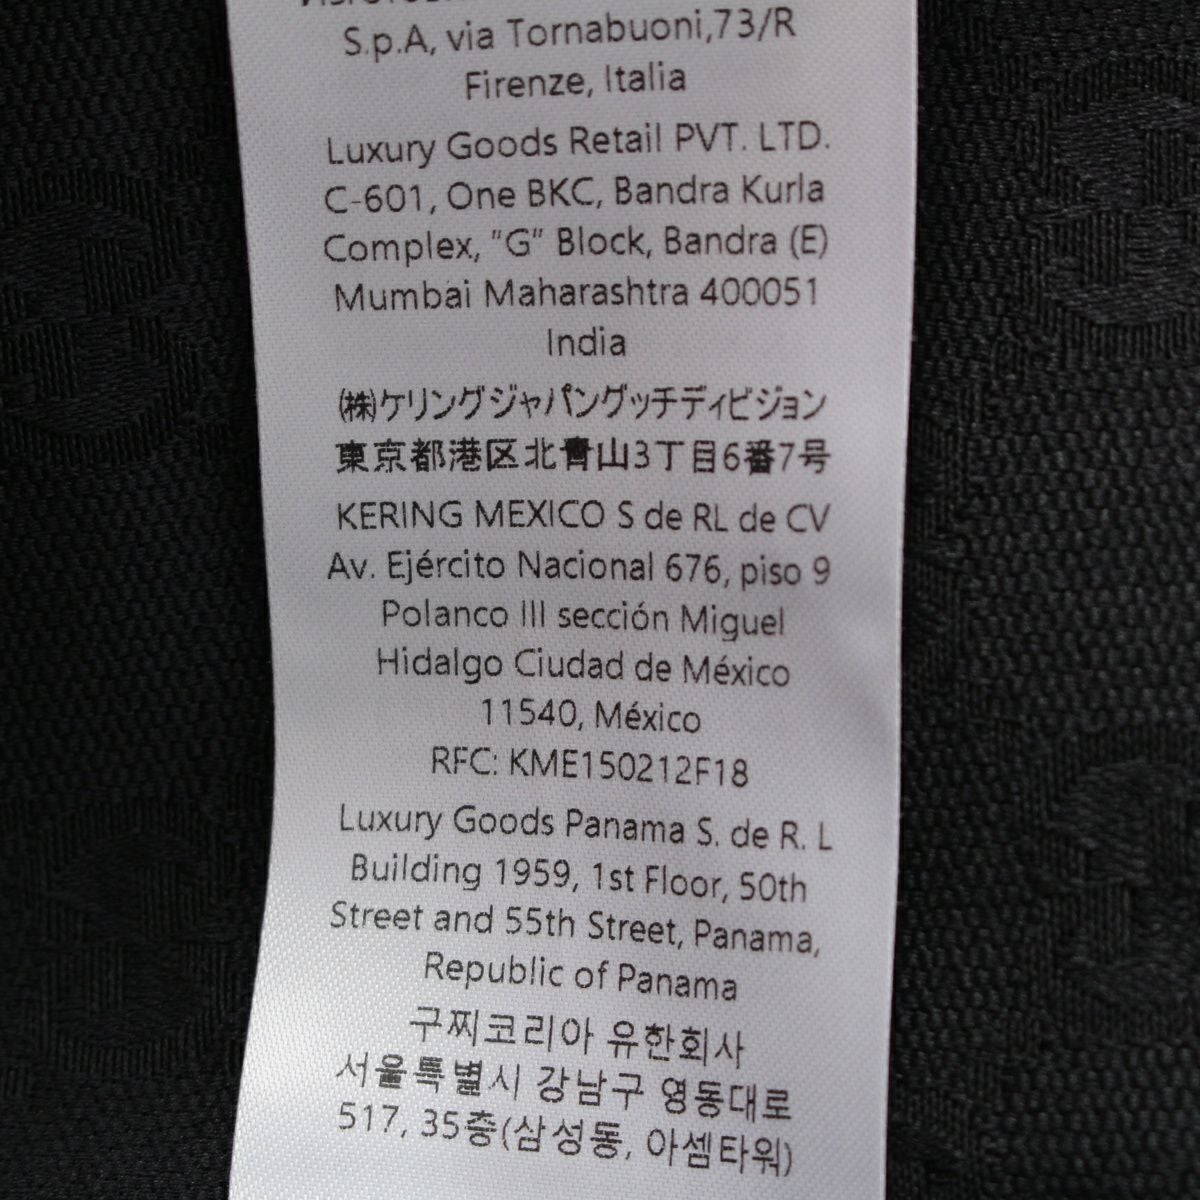 S.p.A, via Tornabuoni,73/R
Firenze, Italia
Luxury Goods Retail PVT. LTD.
C-601, One BKC, Bandra Kurla
Complex, "G" Block, Bandra (E)
Mumbai Maharashtra 400051
India
(株)ケリングジャパングッチディビジョン
東京都港区北青山3丁目6番7号
KERING MEXICO S de RL de CV
Av. Ejército Nacional 676, piso 9
Polanco III sección Miguel
Hidalgo Ciudad de México
11540, México
RFC: KME150212F18
Luxury Goods Panama S. de R. L
Building 1959, 1st Floor, 50th
Street and 55th Street, Panama,
Republic of Panama
구찌코리아 유한회사
서울특별시 강남구 영동대로
517, 35층(삼성동, 아셈타워)